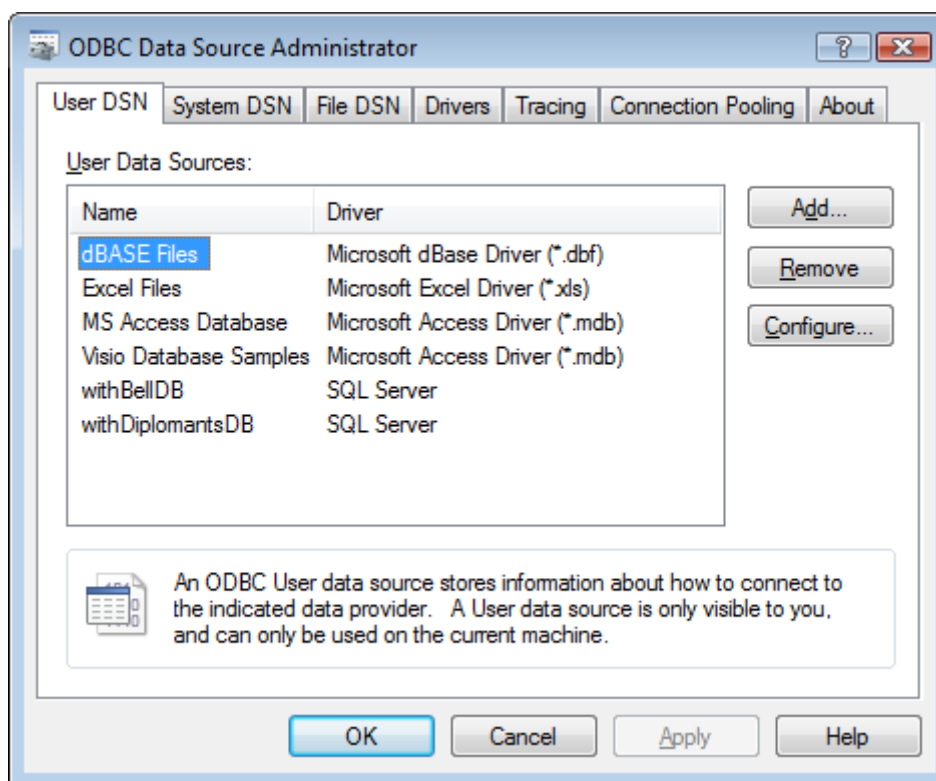 ODBC Data Source Administrator
User DSN System DSN File DSN Drivers Tracing Connection Pooling About
User Data Sources:
Name Driver
dBASE Files Microsoft dBase Driver (*.dbf)
Excel Files Microsoft Excel Driver (*.xls)
MS Access Database Microsoft Access Driver (*.mdb)
Visio Database Samples Microsoft Access Driver (*.mdb)
withBellDB SQL Server
withDiplomantsDB SQL Server
Add...
Remove
Configure...
An ODBC User data source stores information about how to connect to
the indicated data provider. A User data source is only visible to you,
and can only be used on the current machine.
OK Cancel Apply Help